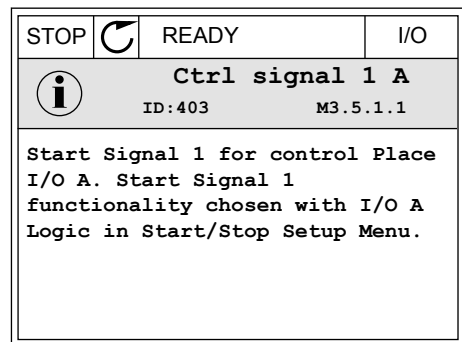 STOP READY I/O
Ctrl signal 1 A
ID:403 M3.5.1.1
Start Signal 1 for control Place
I/O A. Start Signal 1
functionality chosen with I/O A
Logic in Start/Stop Setup Menu.